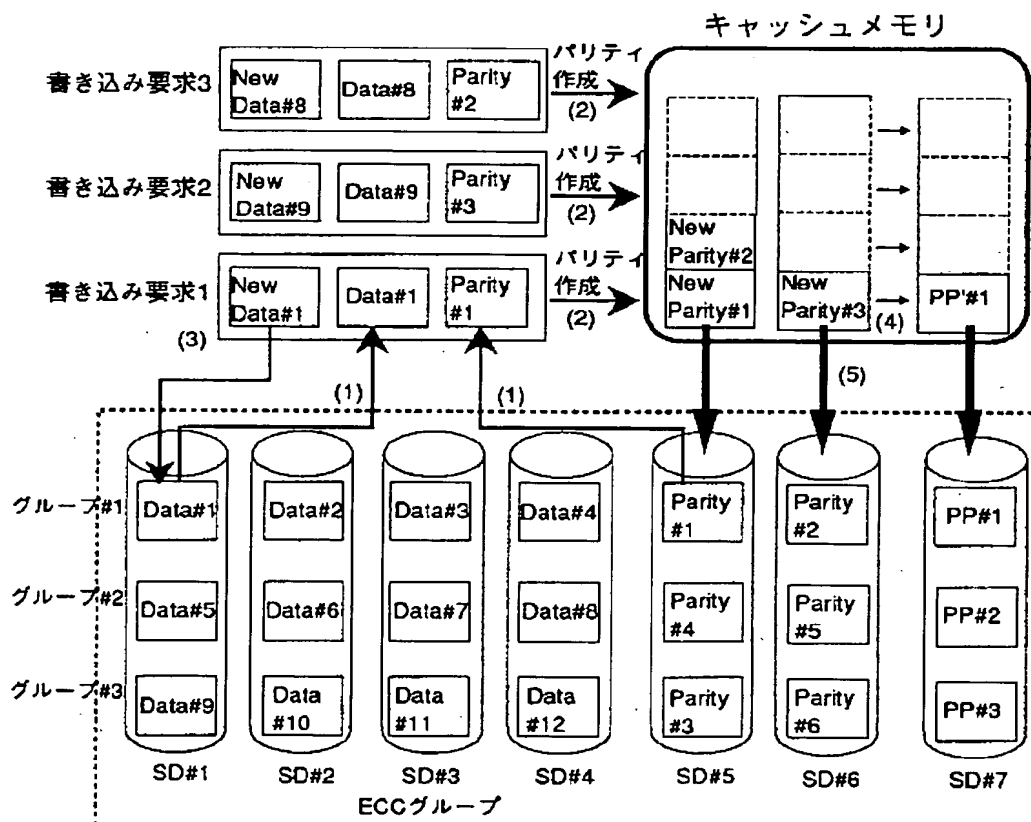 キャッシュメモリ
書き込み要求3
New
Data#8
Data#8
Parity
#2
パリティ
作成
(2)
書き込み要求2
New
Data#9
Data#9
Parity
#3
パリティ
作成
(2)
書き込み要求1
New
Data#1
Data#1
Parity
#1
パリティ
作成
(2)
New
Parity#2
New
Parity#1
New
Parity#3
(4)
PP'#1
(3)
(1)
(1)
(5)
グループ#1
Data#1
Data#2
Data#3
Data#4
Parity
#1
Parity
#2
PP#1
グループ#2
Data#5
Data#6
Data#7
Data#8
Parity
#4
Parity
#5
PP#2
グループ#3
Data#9
Data
#10
Data
#11
Data
#12
Parity
#3
Parity
#6
PP#3
SD#1
SD#2
SD#3
SD#4
SD#5
SD#6
SD#7
ECCグループ